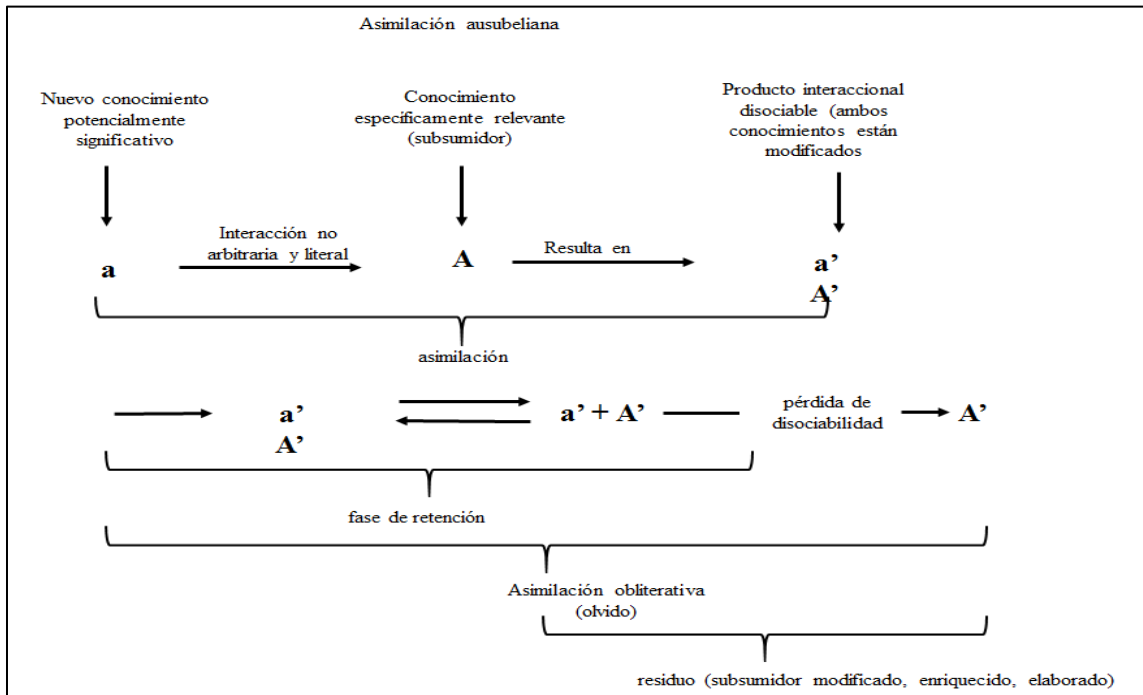 Asimilación ausubeliana
Nuevo conocimiento
potencialmente
significativo
Conocimiento
específicamente relevante
(subsumidor)
Producto interaccional
disociable (ambos
conocimientos están
modificados
a
Interacción no
arbitraria y literal
A
Resulta en
a’
A’
asimilación
a’
A’
a’ + A’
pérdida de
disociabilidad
A’
fase de retención
Asimilación obliterativa
(olvido)
residuo (subsumidor modificado, enriquecido, elaborado)